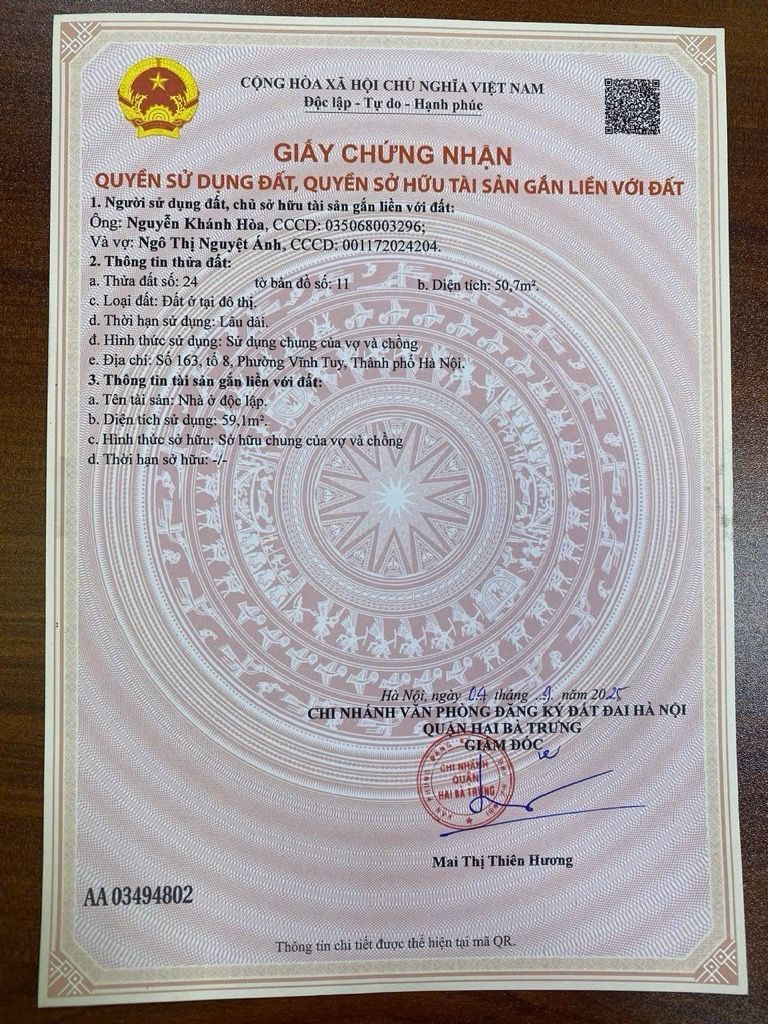 CỘNG HÒA XÃ HỘI CHỦ NGHĨA VIỆT NAM
Độc lập - Tự do - Hạnh phúc
GIẤY CHỨNG NHẬN
QUYỀN SỬ DỤNG ĐẤT, QUYỀN SỞ HỮU TÀI SẢN GẮN LIỀN VỚI ĐẤT
1. Người sử dụng đất, chủ sở hữu tài sản gắn liền với đất:
Ông: Nguyễn Khánh Hòa, CCCD: 035068003296;
Và vợ: Ngô Thị Nguyệt Ánh, CCCD: 001172024204.
2. Thông tin thửa đất:
a. Thửa đất số: 24 tờ bản đồ số: 11 b. Diện tích: 50,7m².
c. Loại đất: Đất ở tại đô thị.
d. Thời hạn sử dụng: Lâu dài.
đ. Hình thức sử dụng: Sử dụng chung của vợ và chồng
e. Địa chỉ: Số 163, tổ 8, Phường Vĩnh Tuy, Thành phố Hà Nội.
3. Thông tin tài sản gắn liền với đất:
a. Tên tài sản: Nhà ở độc lập.
b. Diện tích sử dụng: 59,1m².
c. Hình thức sở hữu: Sở hữu chung của vợ và chồng
d. Thời hạn sở hữu: -/-
Hà Nội, ngày 04 tháng 9 năm 2025
CHI NHÁNH VĂN PHÒNG ĐĂNG KÝ ĐẤT ĐAI HÀ NỘI
QUẬN HAI BÀ TRƯNG
GIÁM ĐỐC
CHI NHÁNH
QUẬN
HAI BÀ TRƯNG
Mai Thị Thiên Hương
AA 03494802
Thông tin chi tiết được thể hiện tại mã QR.